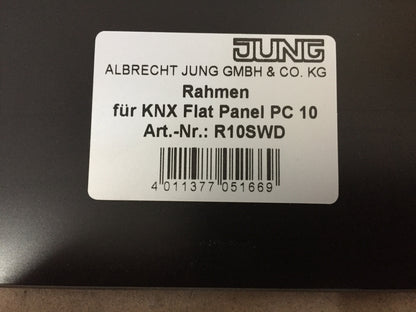 JUNG
ALBRECHT JUNG GMBH & CO. KG
Rahmen
für KNX Flat Panel PC 10
Art.-Nr.: R10SWD
4 011377 051669